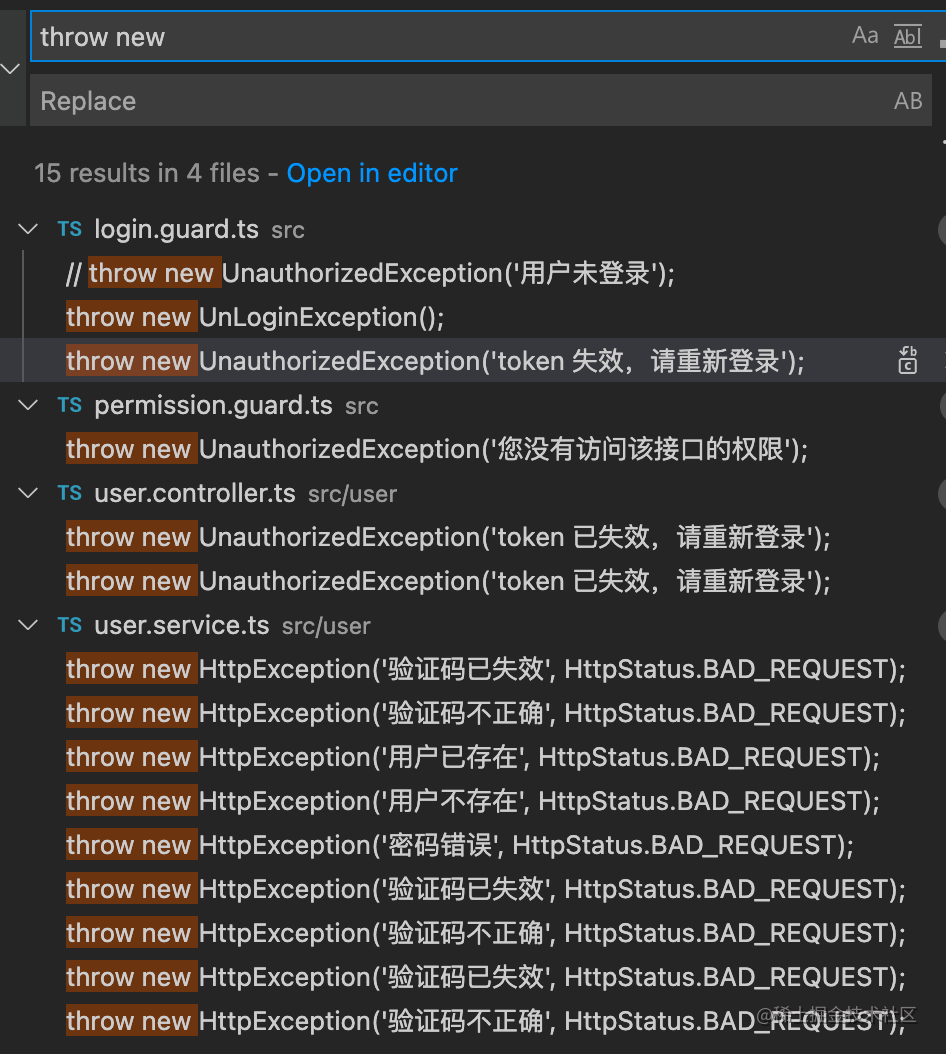 throw new Aa Abl
Replace AB
15 results in 4 files - Open in editor
TS login.guard.ts src
// throw new UnauthorizedException('用户未登录');
throw new UnLoginException();
throw new UnauthorizedException('token 失效，请重新登录');
TS permission.guard.ts src
throw new UnauthorizedException('您没有访问该接口的权限');
TS user.controller.ts src/user
throw new UnauthorizedException('token 已失效，请重新登录');
throw new UnauthorizedException('token 已失效，请重新登录');
TS user.service.ts src/user
throw new HttpException('验证码已失效', HttpStatus.BAD_REQUEST);
throw new HttpException('验证码不正确', HttpStatus.BAD_REQUEST);
throw new HttpException('用户已存在', HttpStatus.BAD_REQUEST);
throw new HttpException('用户不存在', HttpStatus.BAD_REQUEST);
throw new HttpException('密码错误', HttpStatus.BAD_REQUEST);
throw new HttpException('验证码已失效', HttpStatus.BAD_REQUEST);
throw new HttpException('验证码不正确', HttpStatus.BAD_REQUEST);
throw new HttpException('验证码已失效', HttpStatus.BAD_REQUEST);
throw new HttpException('验证码不正确', HttpStatus.BAD_REQUEST);
@稀土掘金技术社区